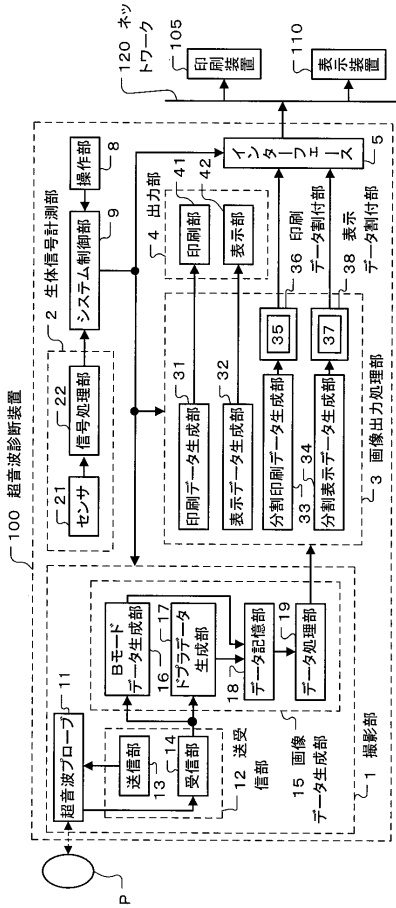 100 超音波診断装置
P
超音波プローブ
11
送信部
13
受信部
14
12 送受
信部
Bモード
データ生成部
16
ドプラデータ
生成部
17
データ記憶部
18
データ処理部
19
15 画像
データ生成部
1 撮影部
2 生体信号計測部
センサ
21
信号処理部
22
システム制御部
9
操作部
8
印刷データ生成部
31
表示データ生成部
32
分割印刷データ生成部
33
分割表示データ生成部
34
35
36 印刷
データ割付部
37
38 表示
データ割付部
3 画像出力処理部
4 出力部
印刷部
41
表示部
42
インターフェース
5
120 ネッ
トワーク
印刷装置
105
表示装置
110